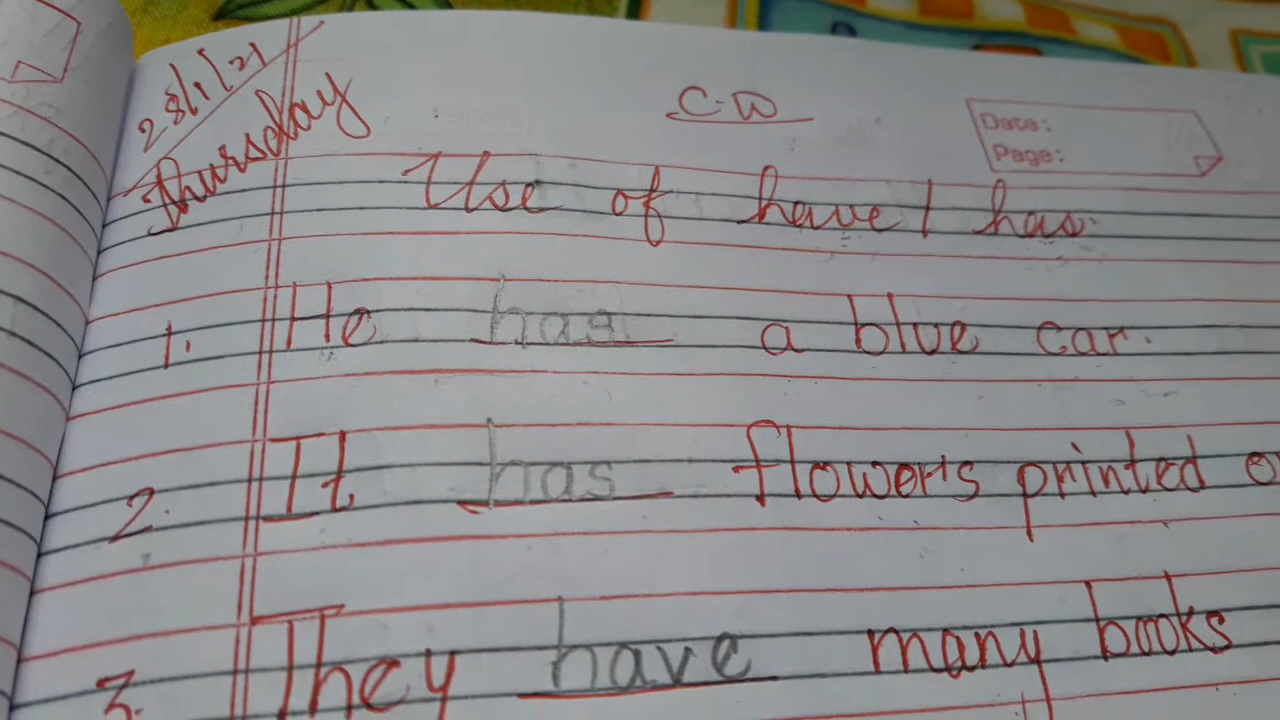 28/1/21
Thursday
C.W
Date:
Page:
Use of have/has.
1. He has a blue car.
2. It has flowers printed
3. They have many books